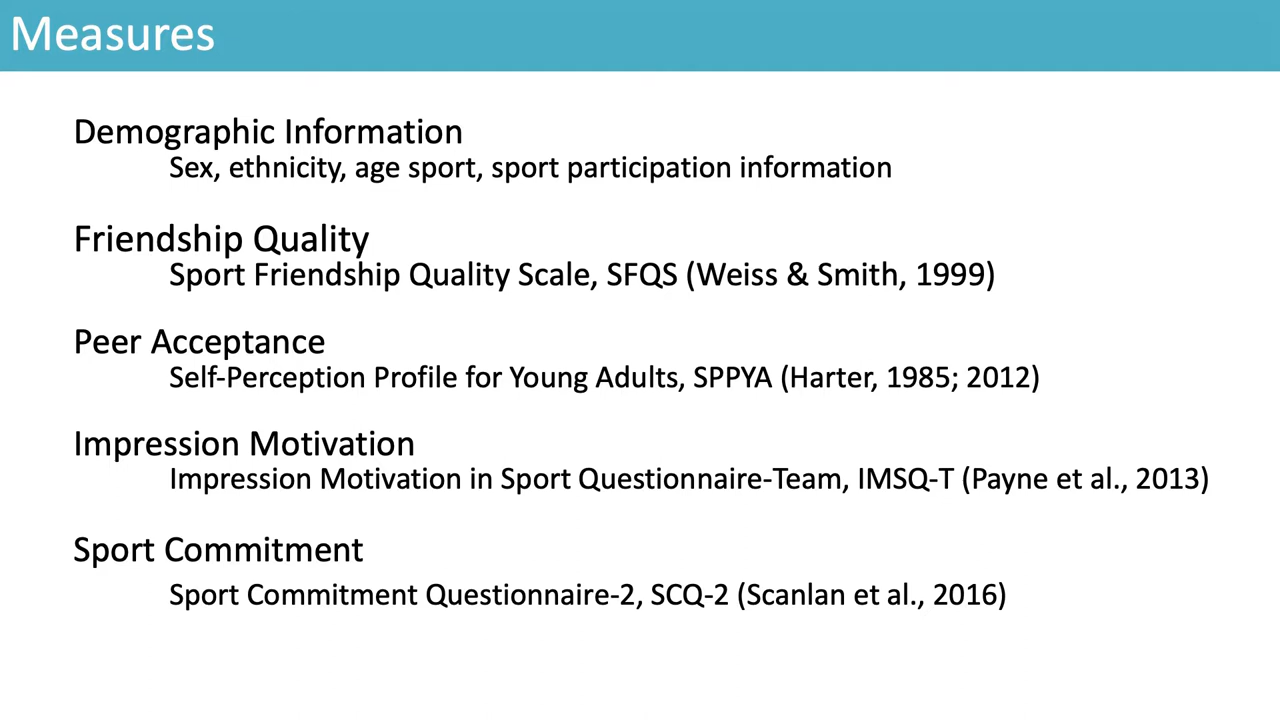 Measures
Demographic Information
Sex, ethnicity, age sport, sport participation information
Friendship Quality
Sport Friendship Quality Scale, SFQS (Weiss & Smith, 1999)
Peer Acceptance
Self-Perception Profile for Young Adults, SPPYA (Harter, 1985; 2012)
Impression Motivation
Impression Motivation in Sport Questionnaire-Team, IMSQ-T (Payne et al., 2013)
Sport Commitment
Sport Commitment Questionnaire-2, SCQ-2 (Scanlan et al., 2016)